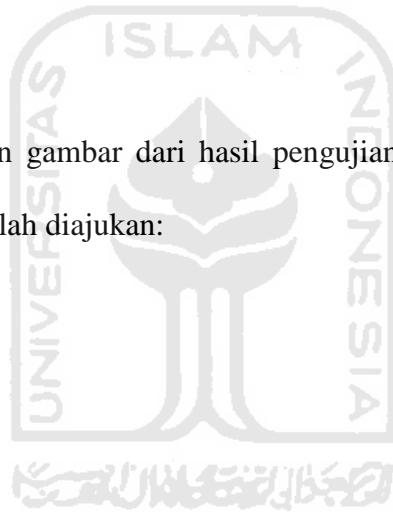 ISLAM
UNIVERSITAS
INDONESIA
n gambar dari hasil pengujian
lah diajukan: